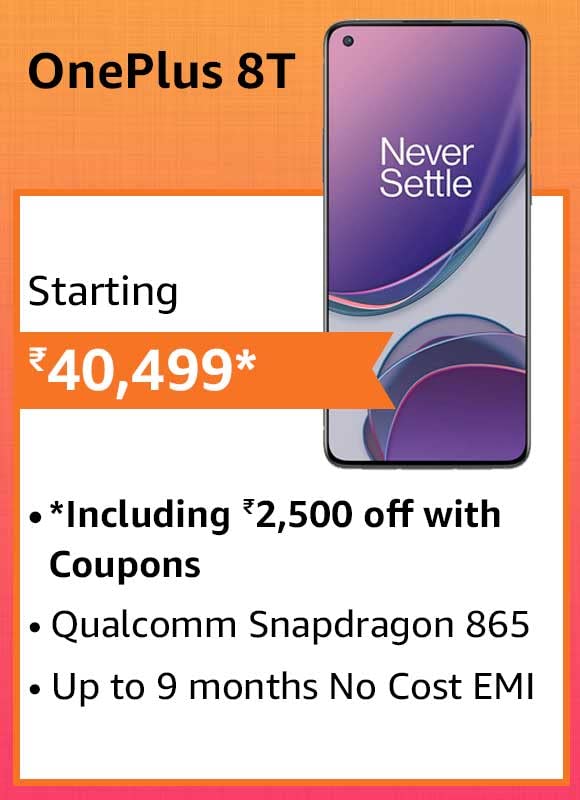 OnePlus 8T
Never
Settle
Starting
₹40,499*
• *Including ₹2,500 off with
Coupons
• Qualcomm Snapdragon 865
• Up to 9 months No Cost EMI